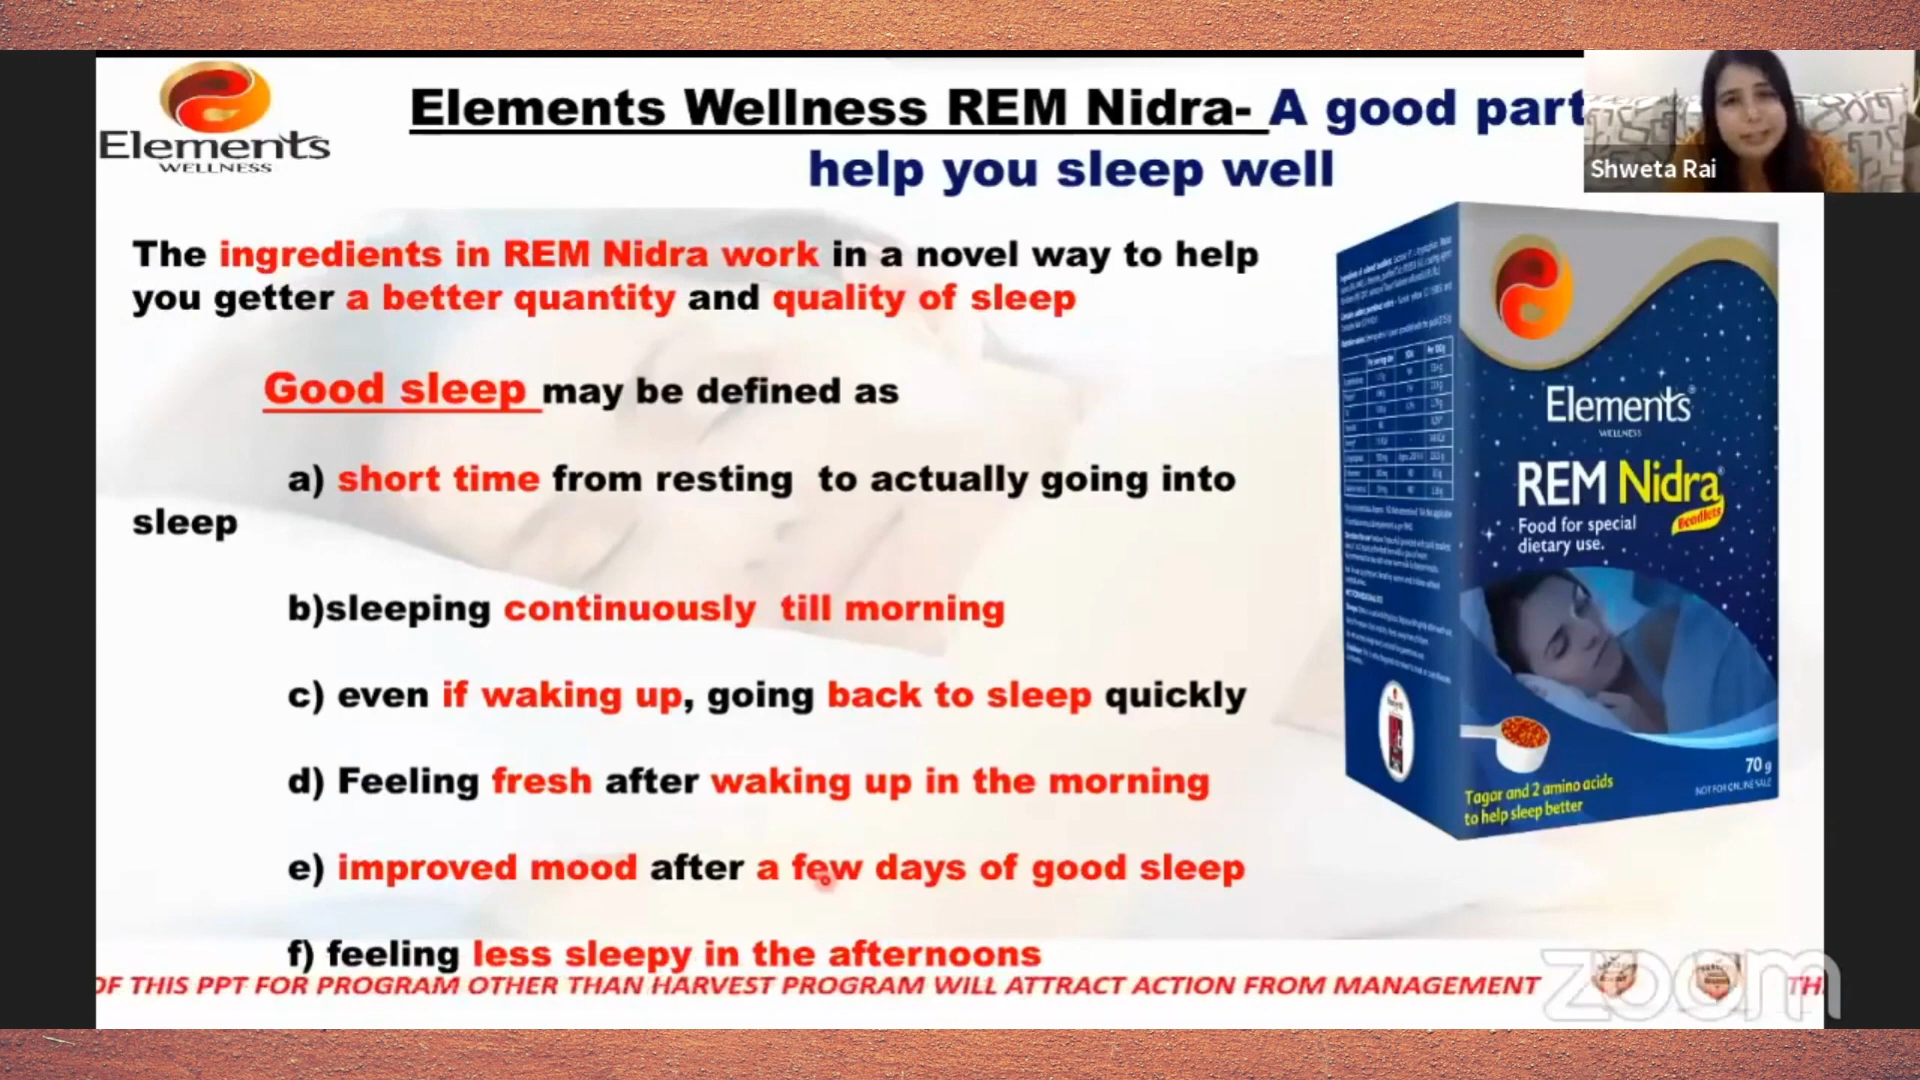 Elements
WELLNESS
Elements Wellness REM Nidra- A good part
help you sleep well
Shweta Rai
The ingredients in REM Nidra work in a novel way to help
you getter a better quantity and quality of sleep
Good sleep may be defined as
a) short time from resting to actually going into
sleep
b)sleeping continuously till morning
c) even if waking up, going back to sleep quickly
d) Feeling fresh after waking up in the morning
e) improved mood after a few days of good sleep
f) feeling less sleepy in the afternoons
Elements
WELLNESS
REM Nidra
Beadlets
Food for special
dietary use.
Tagar and 2 amino acids
to help sleep better
70 g
NOT FOR ONLINE SALE
OF THIS PPT FOR PROGRAM OTHER THAN HARVEST PROGRAM WILL ATTRACT ACTION FROM MANAGEMENT
zoom